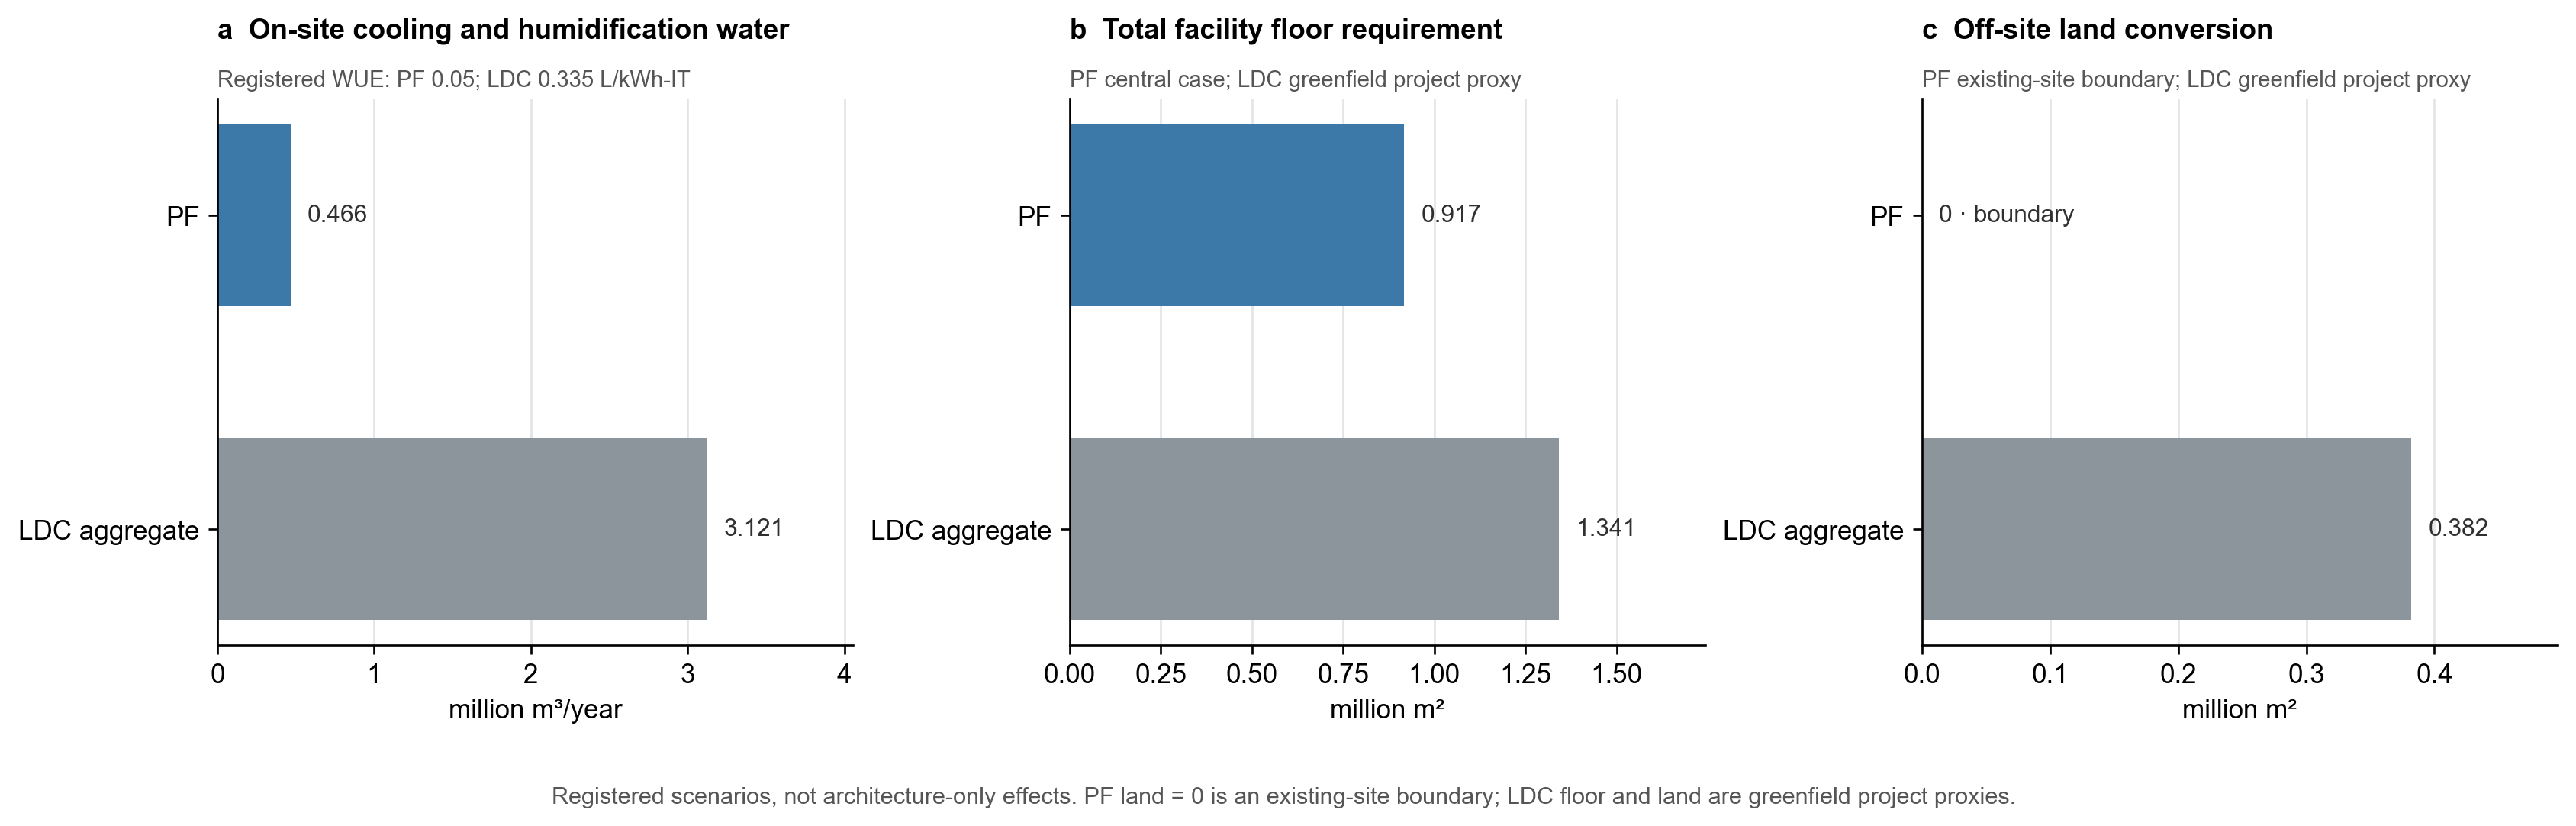 a  On-site cooling and humidification water
Registered WUE: PF 0.05; LDC 0.335 L/kWh-IT
PF
0.466
LDC aggregate
3.121
0 1 2 3 4
million m³/year
b  Total facility floor requirement
PF central case; LDC greenfield project proxy
PF
0.917
LDC aggregate
1.341
0.00 0.25 0.50 0.75 1.00 1.25 1.50
million m²
c  Off-site land conversion
PF existing-site boundary; LDC greenfield project proxy
PF
0 · boundary
LDC aggregate
0.382
0.0 0.1 0.2 0.3 0.4
million m²
Registered scenarios, not architecture-only effects. PF land = 0 is an existing-site boundary; LDC floor and land are greenfield project proxies.